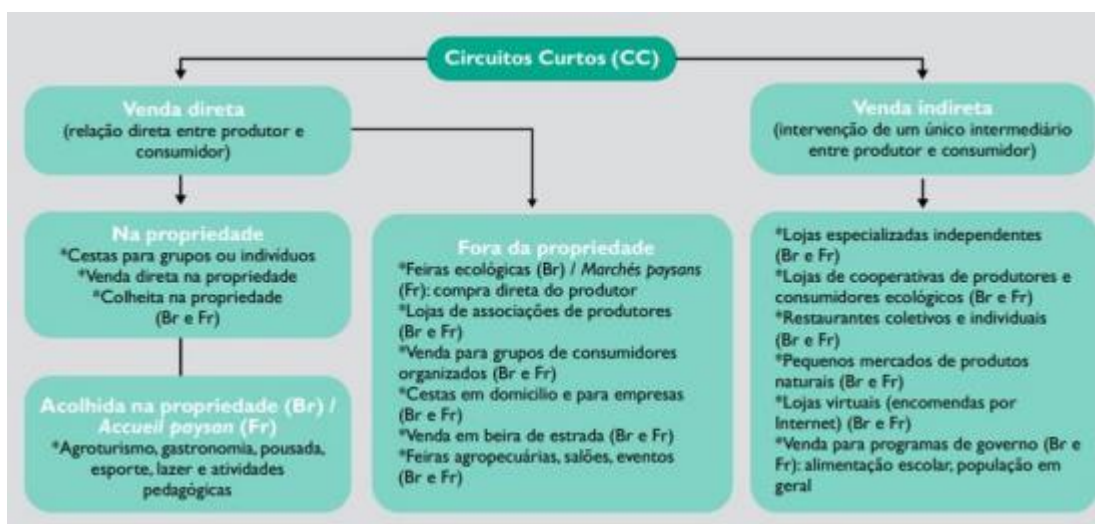 Circuitos Curtos (CC)
Venda direta
(relação direta entre produtor e
consumidor)
Venda indireta
(intervenção de um único intermediário
entre produtor e consumidor)
Na propriedade
*Cestas para grupos ou indivíduos
*Venda direta na propriedade
*Colheita na propriedade
(Br e Fr)
Acolhida na propriedade (Br) /
Accueil paysan (Fr)
*Agroturismo, gastronomia, pousada,
esporte, lazer e atividades
pedagógicas
Fora da propriedade
*Feiras ecológicas (Br) / Marchés paysans
(Fr): compra direta do produtor
*Lojas de associações de produtores
(Br e Fr)
*Venda para grupos de consumidores
organizados (Br e Fr)
*Cestas em domicílio e para empresas
(Br e Fr)
*Venda em beira de estrada (Br e Fr)
*Feiras agropecuárias, salões, eventos
(Br e Fr)
*Lojas especializadas independentes
(Br e Fr)
*Lojas de cooperativas de produtores e
consumidores ecológicos (Br e Fr)
*Restaurantes coletivos e individuais
(Br e Fr)
*Pequenos mercados de produtos
naturais (Br e Fr)
*Lojas virtuais (encomendas por
Internet) (Br e Fr)
*Venda para programas de governo (Br e
Fr): alimentação escolar, população em
geral